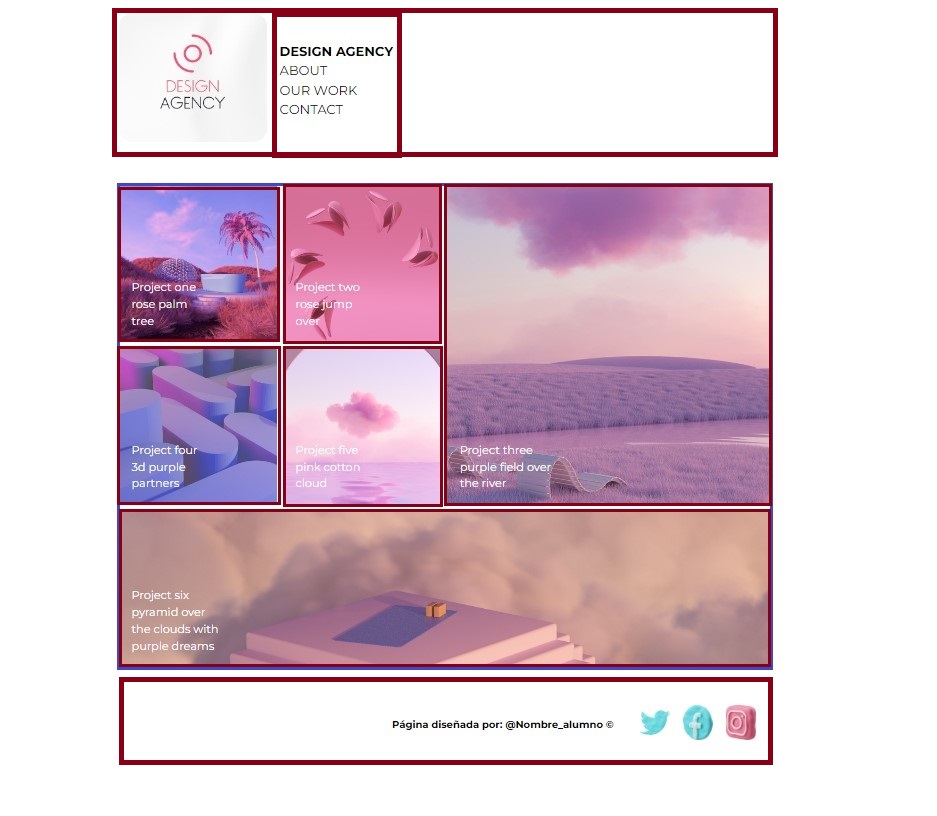 DESIGN
AGENCY
DESIGN AGENCY
ABOUT
OUR WORK
CONTACT
Project one
rose palm
tree
Project two
rose jump
over
Project three
purple field over
the river
Project four
3d purple
partners
Project five
pink cotton
cloud
Project six
pyramid over
the clouds with
purple dreams
Página diseñada por: @Nombre_alumno ©